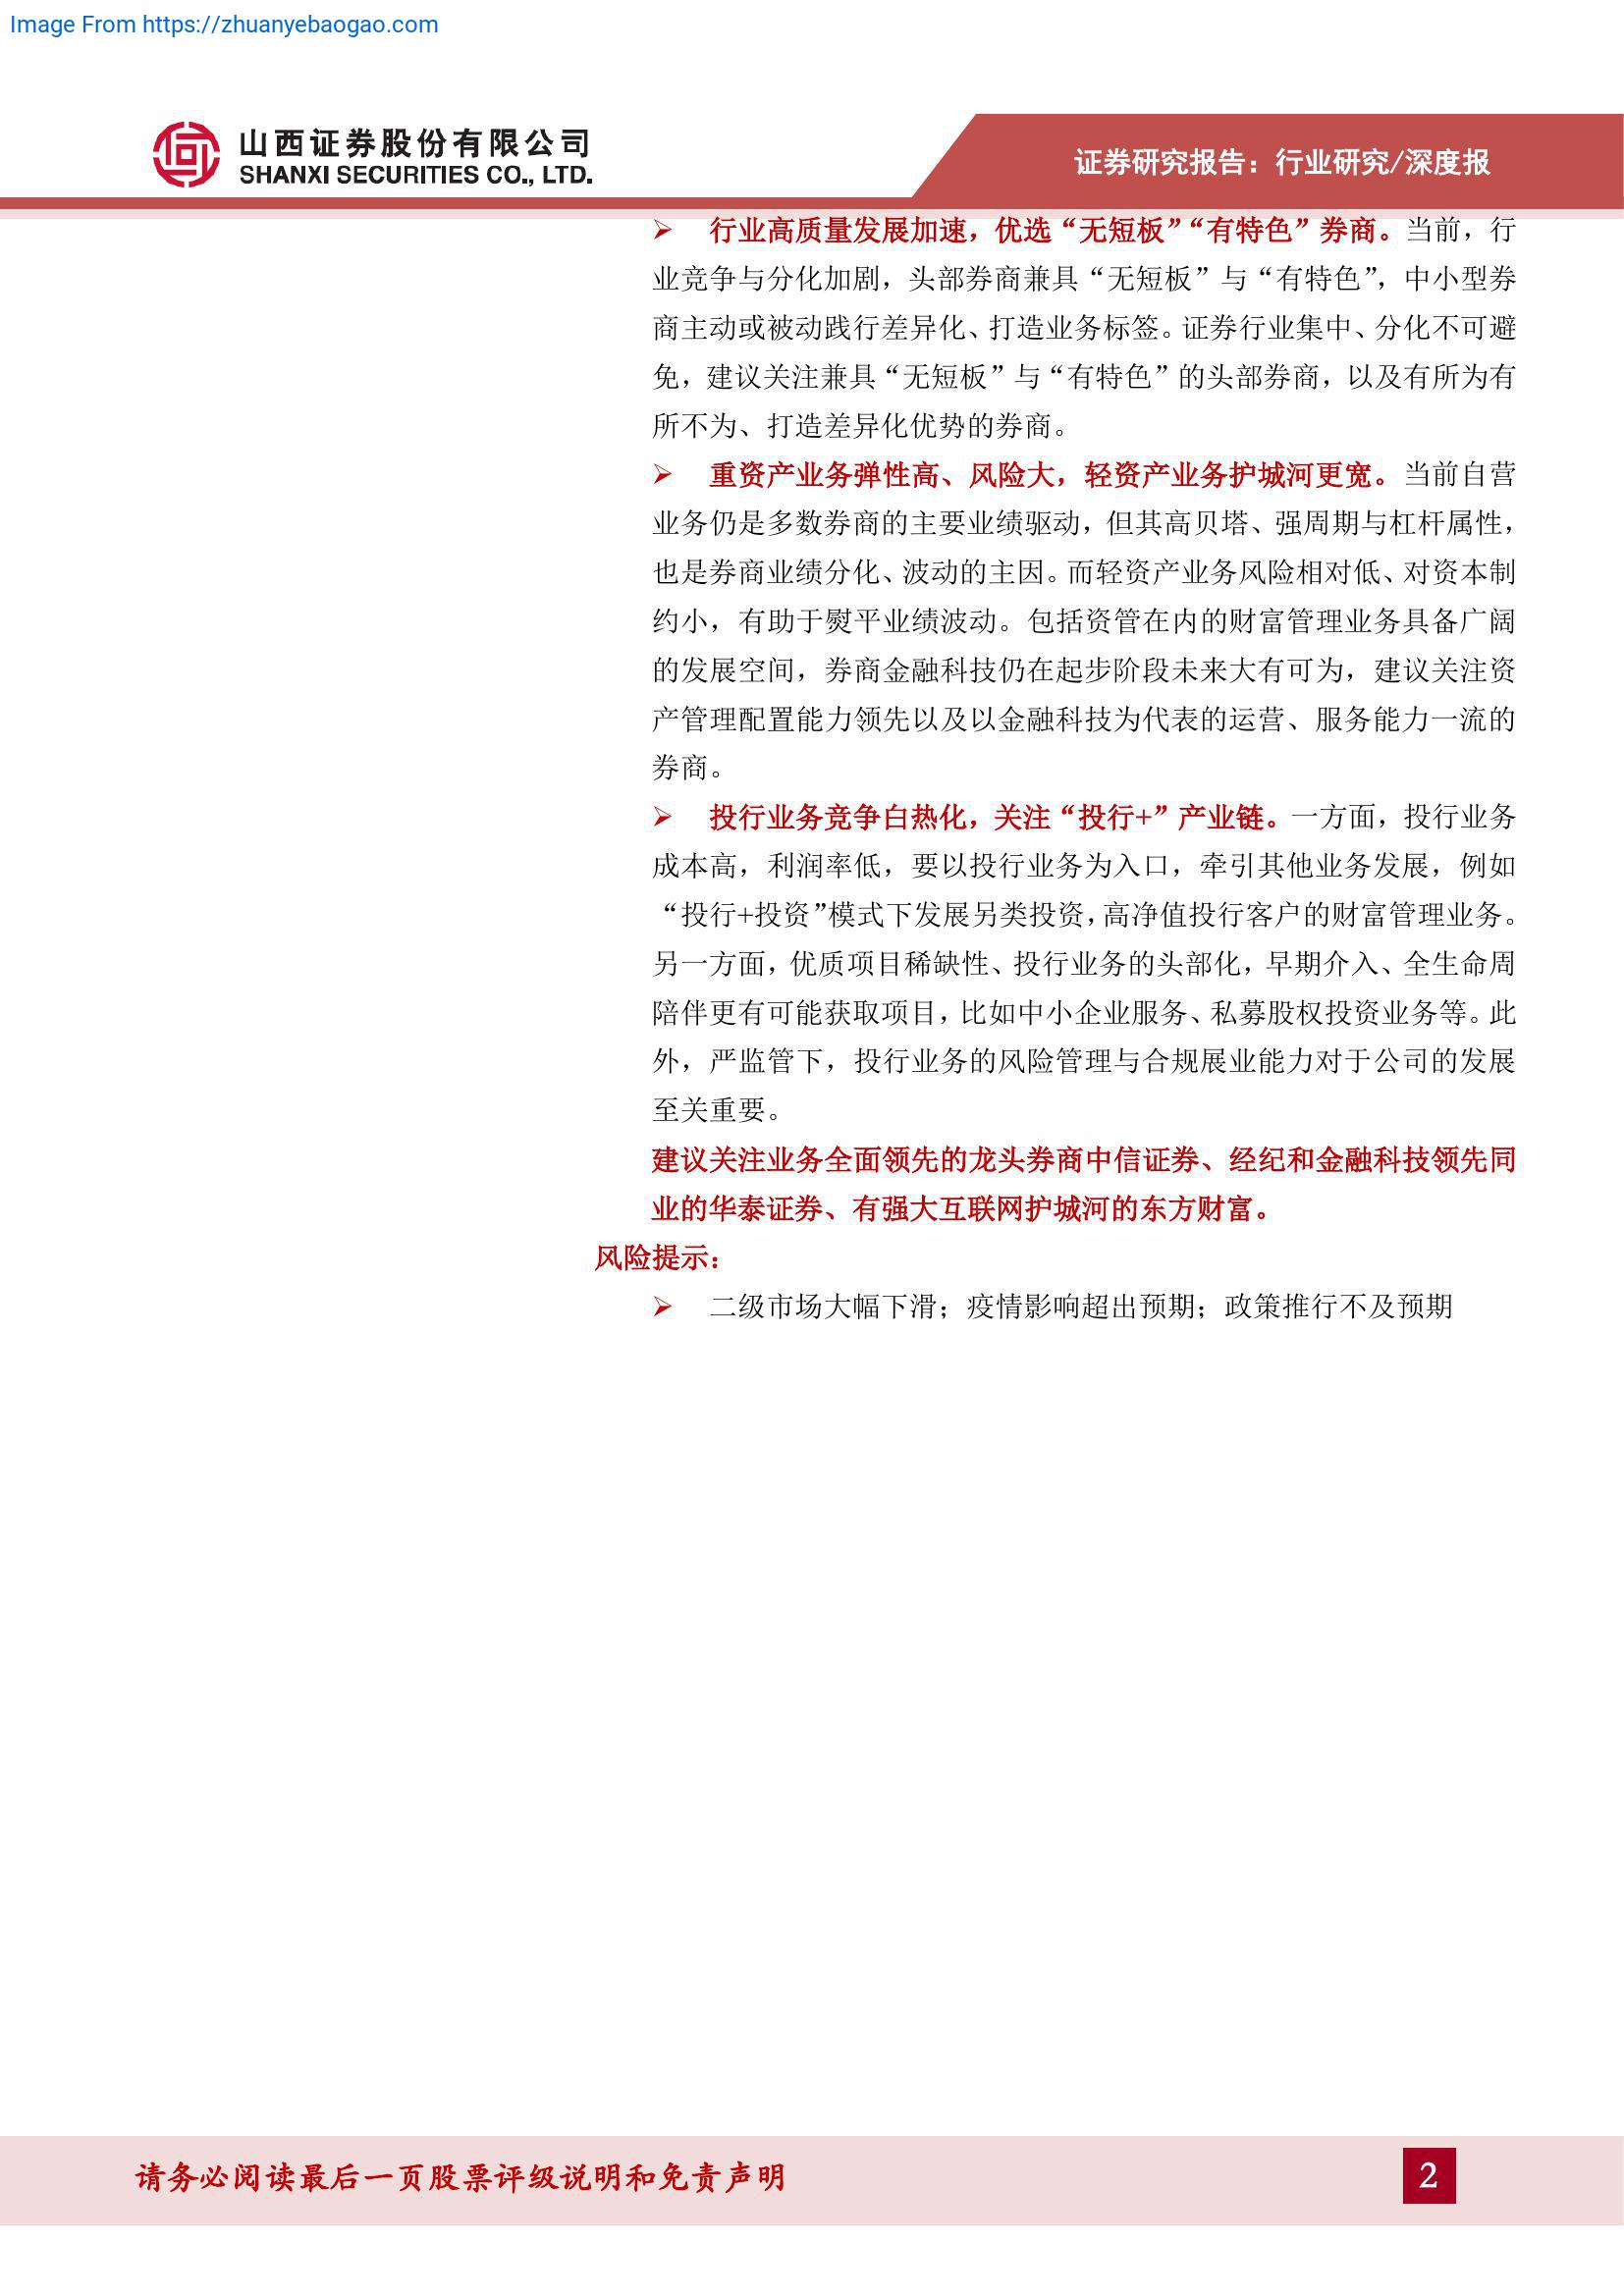 Image From https://zhuanyebaogao.com
山西证券股份有限公司
SHANXI SECURITIES CO., LTD.
证券研究报告：行业研究/深度报
➢ 行业高质量发展加速，优选“无短板”“有特色”券商。当前，行
业竞争与分化加剧，头部券商兼具“无短板”与“有特色”，中小型券
商主动或被动践行差异化、打造业务标签。证券行业集中、分化不可避
免，建议关注兼具“无短板”与“有特色”的头部券商，以及有所为有
所不为、打造差异化优势的券商。
➢ 重资产业务弹性高、风险大，轻资产业务护城河更宽。当前自营
业务仍是多数券商的主要业绩驱动，但其高贝塔、强周期与杠杆属性，
也是券商业绩分化、波动的主因。而轻资产业务风险相对低、对资本制
约小，有助于熨平业绩波动。包括资管在内的财富管理业务具备广阔
的发展空间，券商金融科技仍在起步阶段未来大有可为，建议关注资
产管理配置能力领先以及以金融科技为代表的运营、服务能力一流的
券商。
➢ 投行业务竞争白热化，关注“投行+”产业链。一方面，投行业务
成本高，利润率低，要以投行业务为入口，牵引其他业务发展，例如
“投行+投资”模式下发展另类投资，高净值投行客户的财富管理业务。
另一方面，优质项目稀缺性、投行业务的头部化，早期介入、全生命周
陪伴更有可能获取项目，比如中小企业服务、私募股权投资业务等。此
外，严监管下，投行业务的风险管理与合规展业能力对于公司的发展
至关重要。
建议关注业务全面领先的龙头券商中信证券、经纪和金融科技领先同
业的华泰证券、有强大互联网护城河的东方财富。
风险提示：
➢ 二级市场大幅下滑；疫情影响超出预期；政策推行不及预期
请务必阅读最后一页股票评级说明和免责声明
2